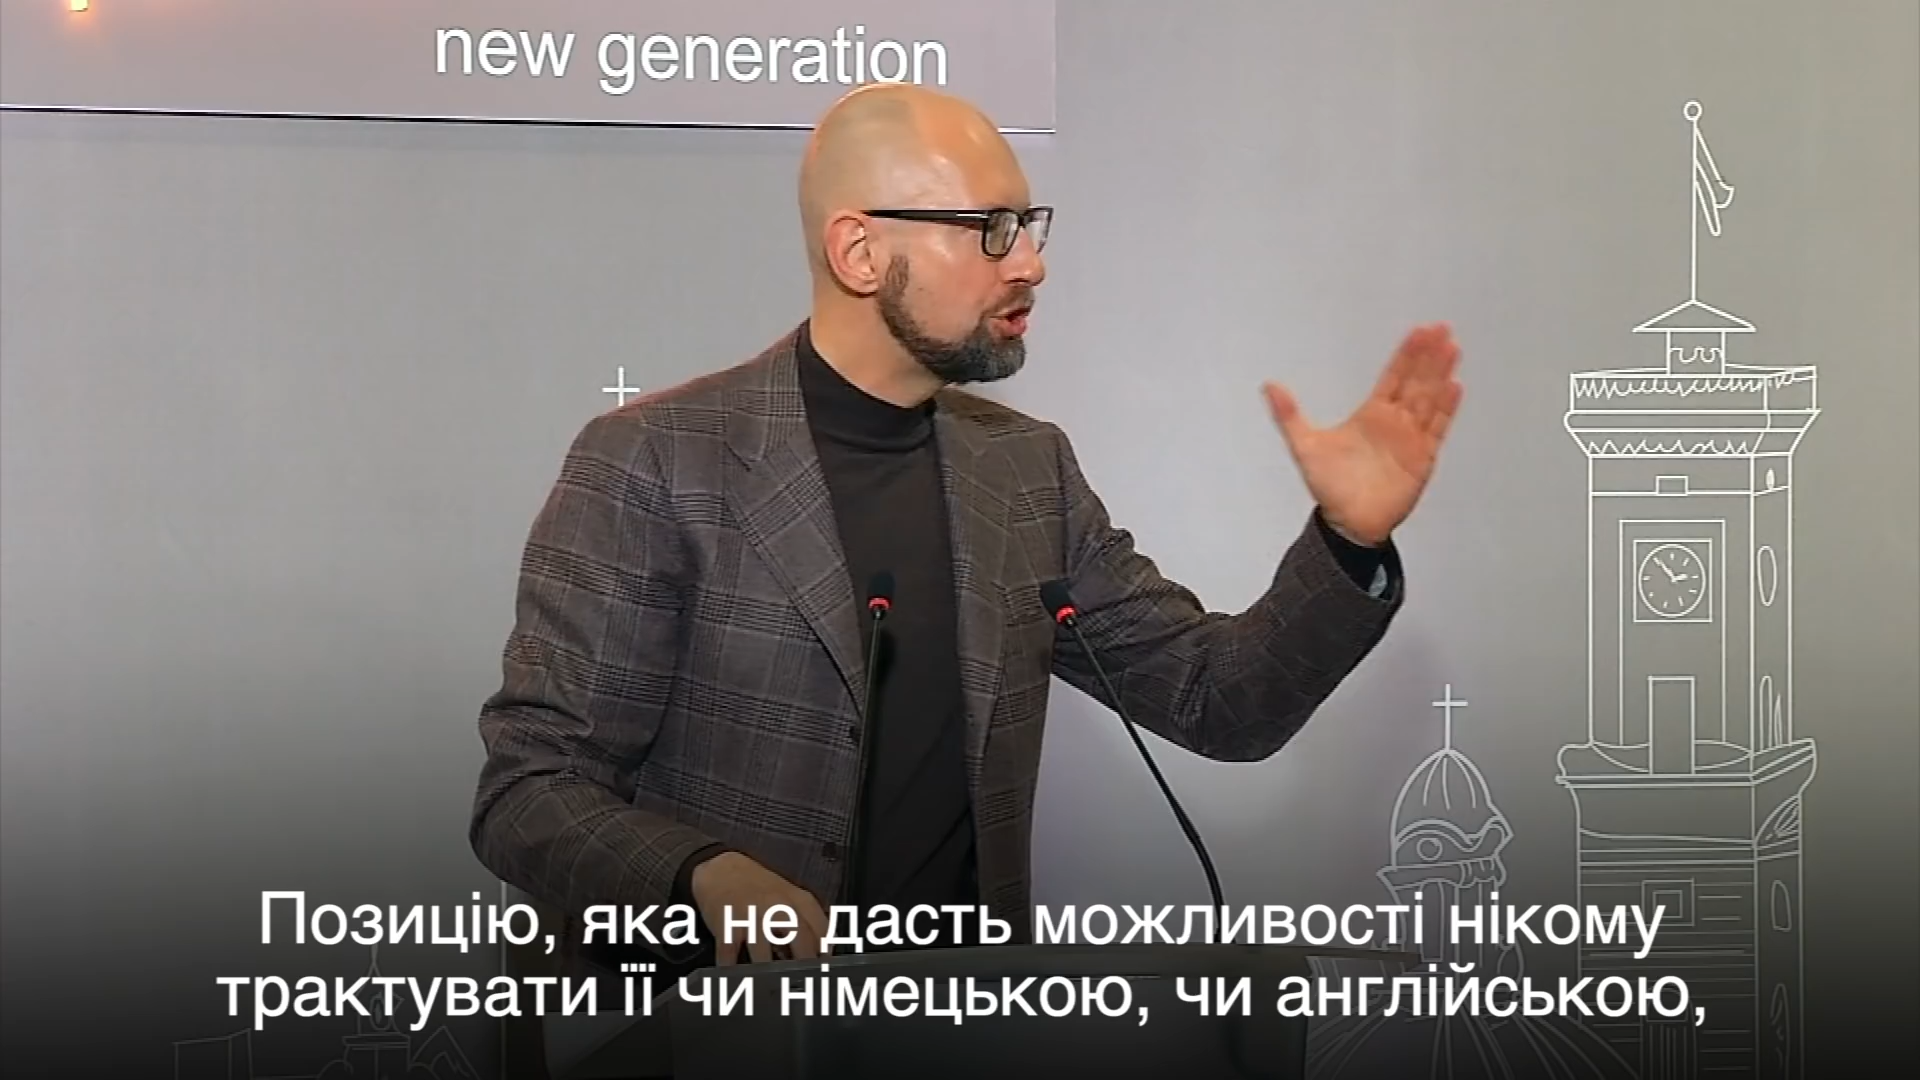 new generation
Позицію, яка не дасть можливості нікому
трактувати її чи німецькою, чи англійською,